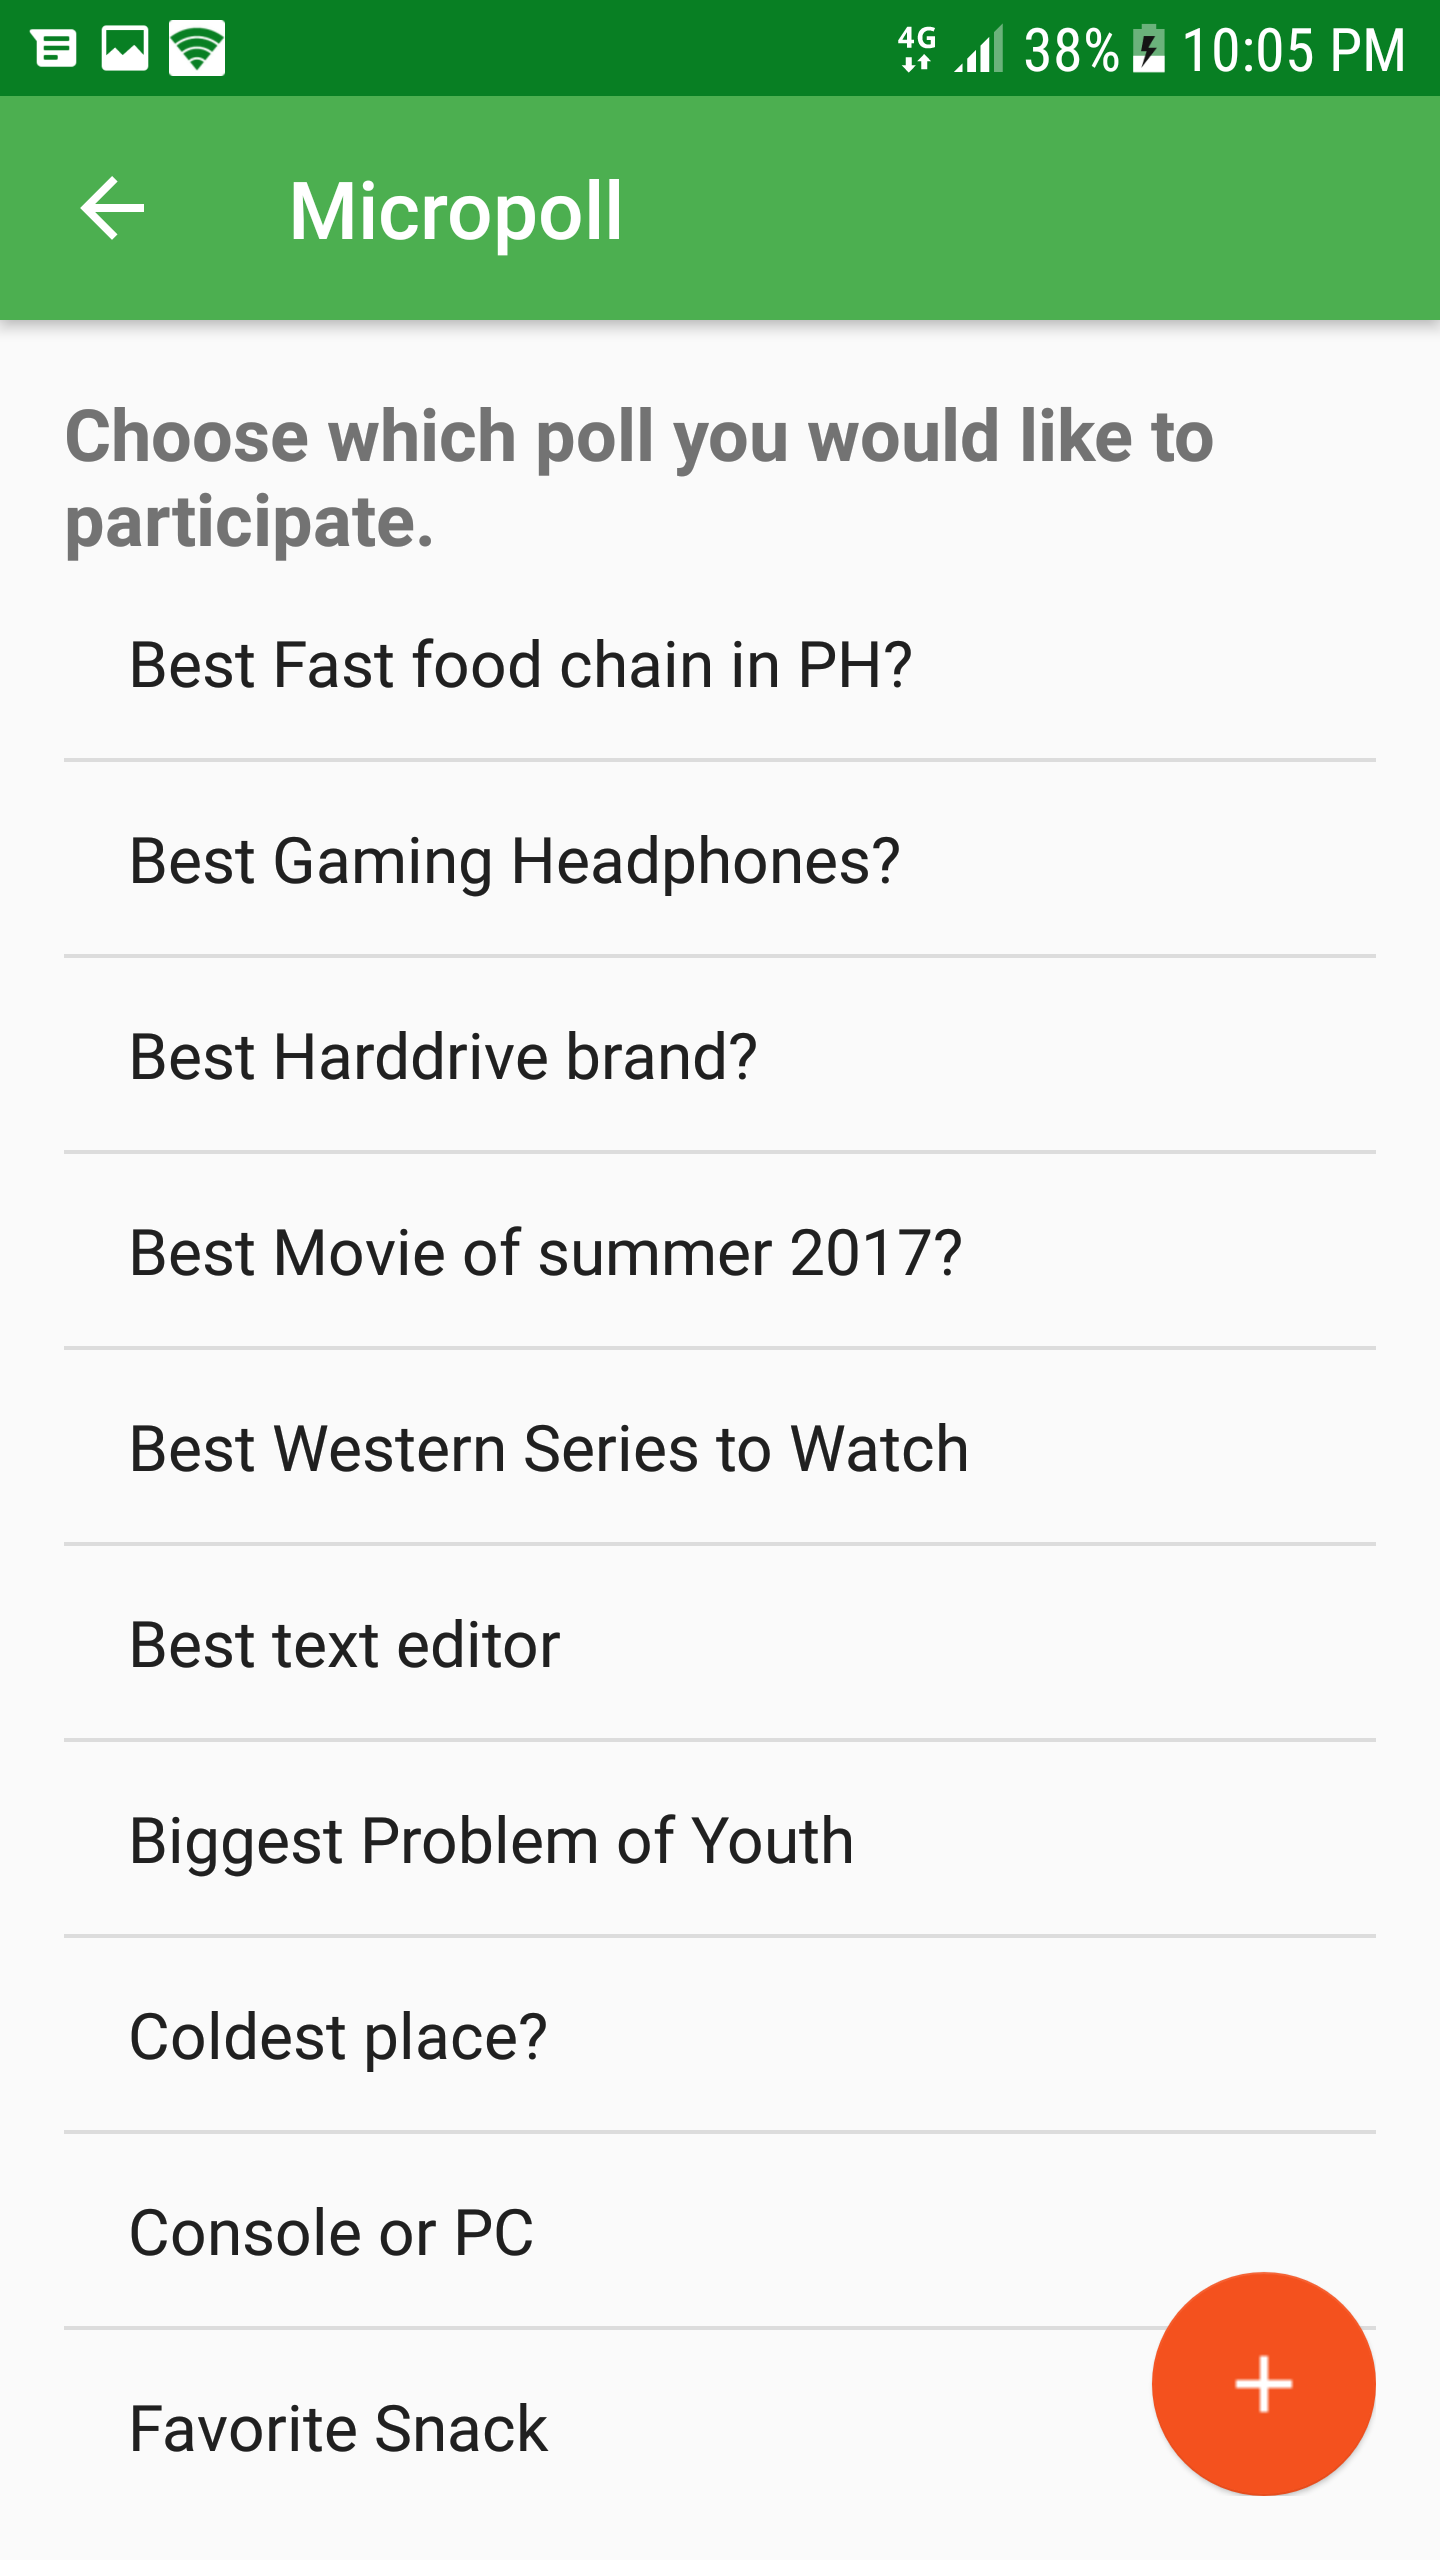 4G 38% 10:05 PM
Micropoll
Choose which poll you would like to
participate.
Best Fast food chain in PH?
Best Gaming Headphones?
Best Harddrive brand?
Best Movie of summer 2017?
Best Western Series to Watch
Best text editor
Biggest Problem of Youth
Coldest place?
Console or PC
Favorite Snack